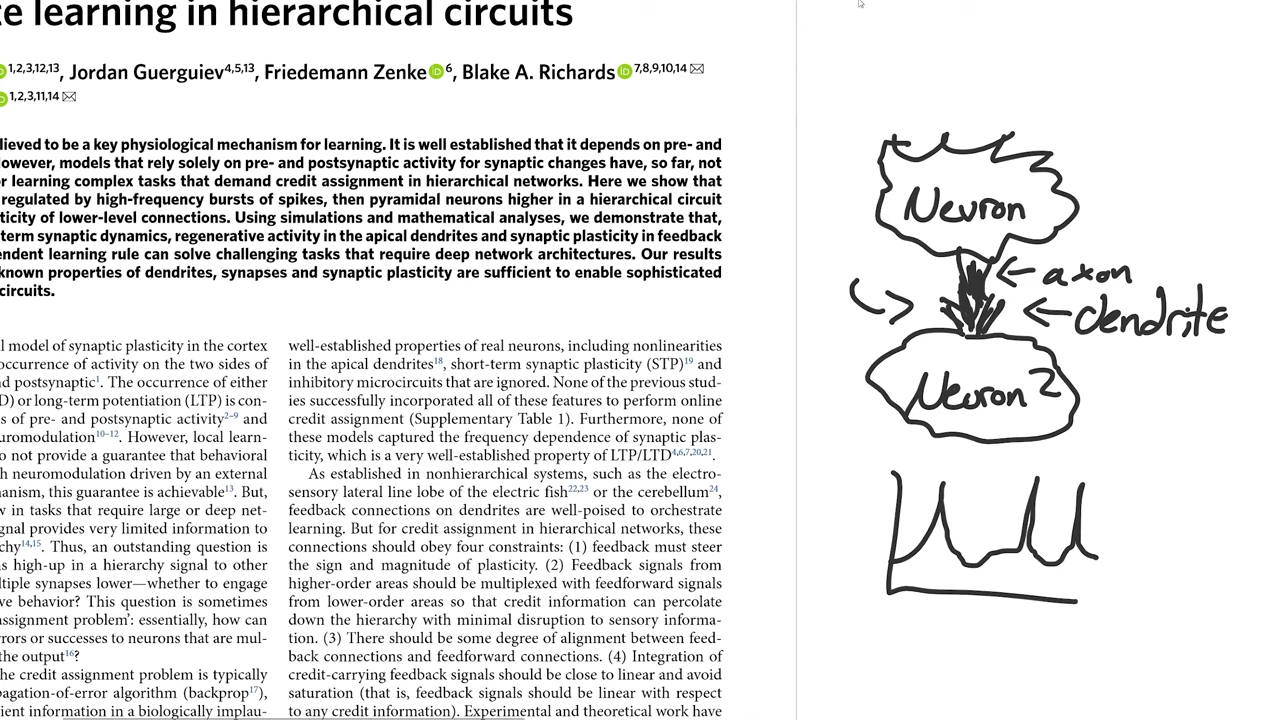 te learning in hierarchical circuits
1,2,3,12,13, Jordan Guerguiev4,5,13, Friedemann Zenke 6, Blake A. Richards 7,8,9,10,14
1,2,3,11,14
lieved to be a key physiological mechanism for learning. It is well established that it depends on pre- and
owever, models that rely solely on pre- and postsynaptic activity for synaptic changes have, so far, not
or learning complex tasks that demand credit assignment in hierarchical networks. Here we show that
regulated by high-frequency bursts of spikes, then pyramidal neurons higher in a hierarchical circuit
ticity of lower-level connections. Using simulations and mathematical analyses, we demonstrate that,
term synaptic dynamics, regenerative activity in the apical dendrites and synaptic plasticity in feedback
endent learning rule can solve challenging tasks that require deep network architectures. Our results
known properties of dendrites, synapses and synaptic plasticity are sufficient to enable sophisticated
circuits.
l model of synaptic plasticity in the cortex
occurrence of activity on the two sides of
d postsynaptic1. The occurrence of either
D) or long-term potentiation (LTP) is con-
s of pre- and postsynaptic activity2–9 and
uromodulation10–12. However, local learn-
o not provide a guarantee that behavioral
h neuromodulation driven by an external
hanism, this guarantee is achievable13. But,
w in tasks that require large or deep net-
gnal provides very limited information to
chy14,15. Thus, an outstanding question is
s high-up in a hierarchy signal to other
ltiple synapses lower—whether to engage
ve behavior? This question is sometimes
assignment problem’: essentially, how can
rrors or successes to neurons that are mul-
the output16?
he credit assignment problem is typically
pagation-of-error algorithm (backprop17),
ient information in a biologically implau-
well-established properties of real neurons, including nonlinearities
in the apical dendrites18, short-term synaptic plasticity (STP)19 and
inhibitory microcircuits that are ignored. None of the previous stud-
ies successfully incorporated all of these features to perform online
credit assignment (Supplementary Table 1). Furthermore, none of
these models captured the frequency dependence of synaptic plas-
ticity, which is a very well-established property of LTP/LTD4,6,7,20,21.
As established in nonhierarchical systems, such as the electro-
sensory lateral line lobe of the electric fish22,23 or the cerebellum24,
feedback connections on dendrites are well-poised to orchestrate
learning. But for credit assignment in hierarchical networks, these
connections should obey four constraints: (1) feedback must steer
the sign and magnitude of plasticity. (2) Feedback signals from
higher-order areas should be multiplexed with feedforward signals
from lower-order areas so that credit information can percolate
down the hierarchy with minimal disruption to sensory informa-
tion. (3) There should be some degree of alignment between feed-
back connections and feedforward connections. (4) Integration of
credit-carrying feedback signals should be close to linear and avoid
saturation (that is, feedback signals should be linear with respect
to any credit information). Experimental and theoretical work have
Neuron
axon
dendrite
Neuron 2